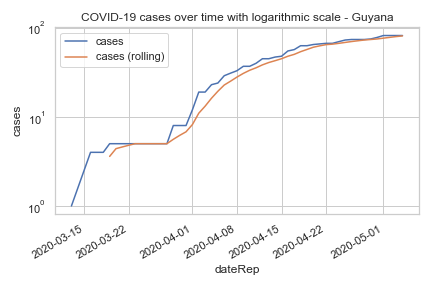 COVID-19 cases over time with logarithmic scale - Guyana
cases
cases (rolling)
10²
10¹
10⁰
cases
2020-03-15
2020-03-22
2020-04-01
2020-04-08
2020-04-15
2020-04-22
2020-05-01
dateRep